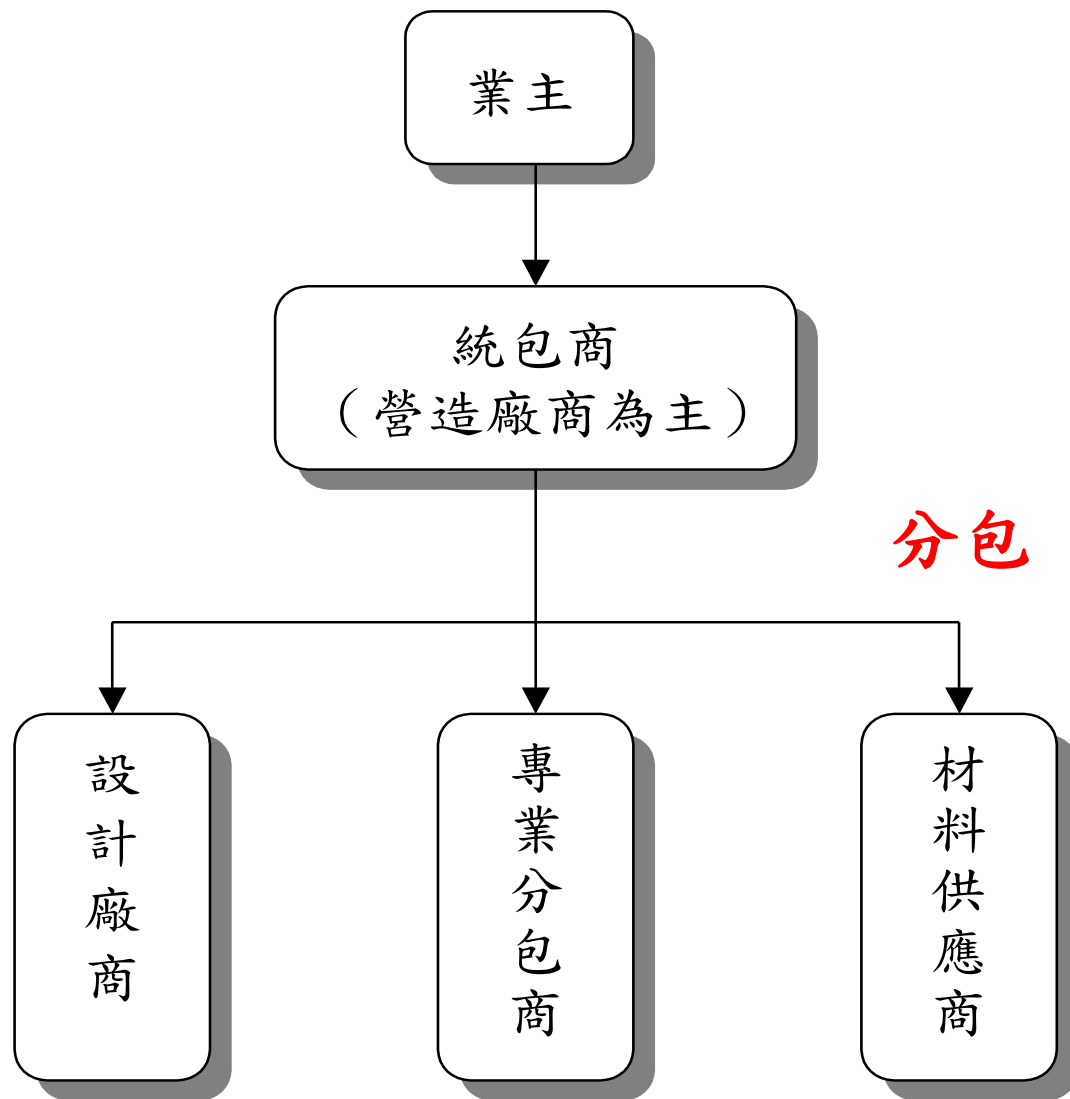 業主
統包商
（營造廠商為主）
分包
設計廠商
專業分包商
材料供應商